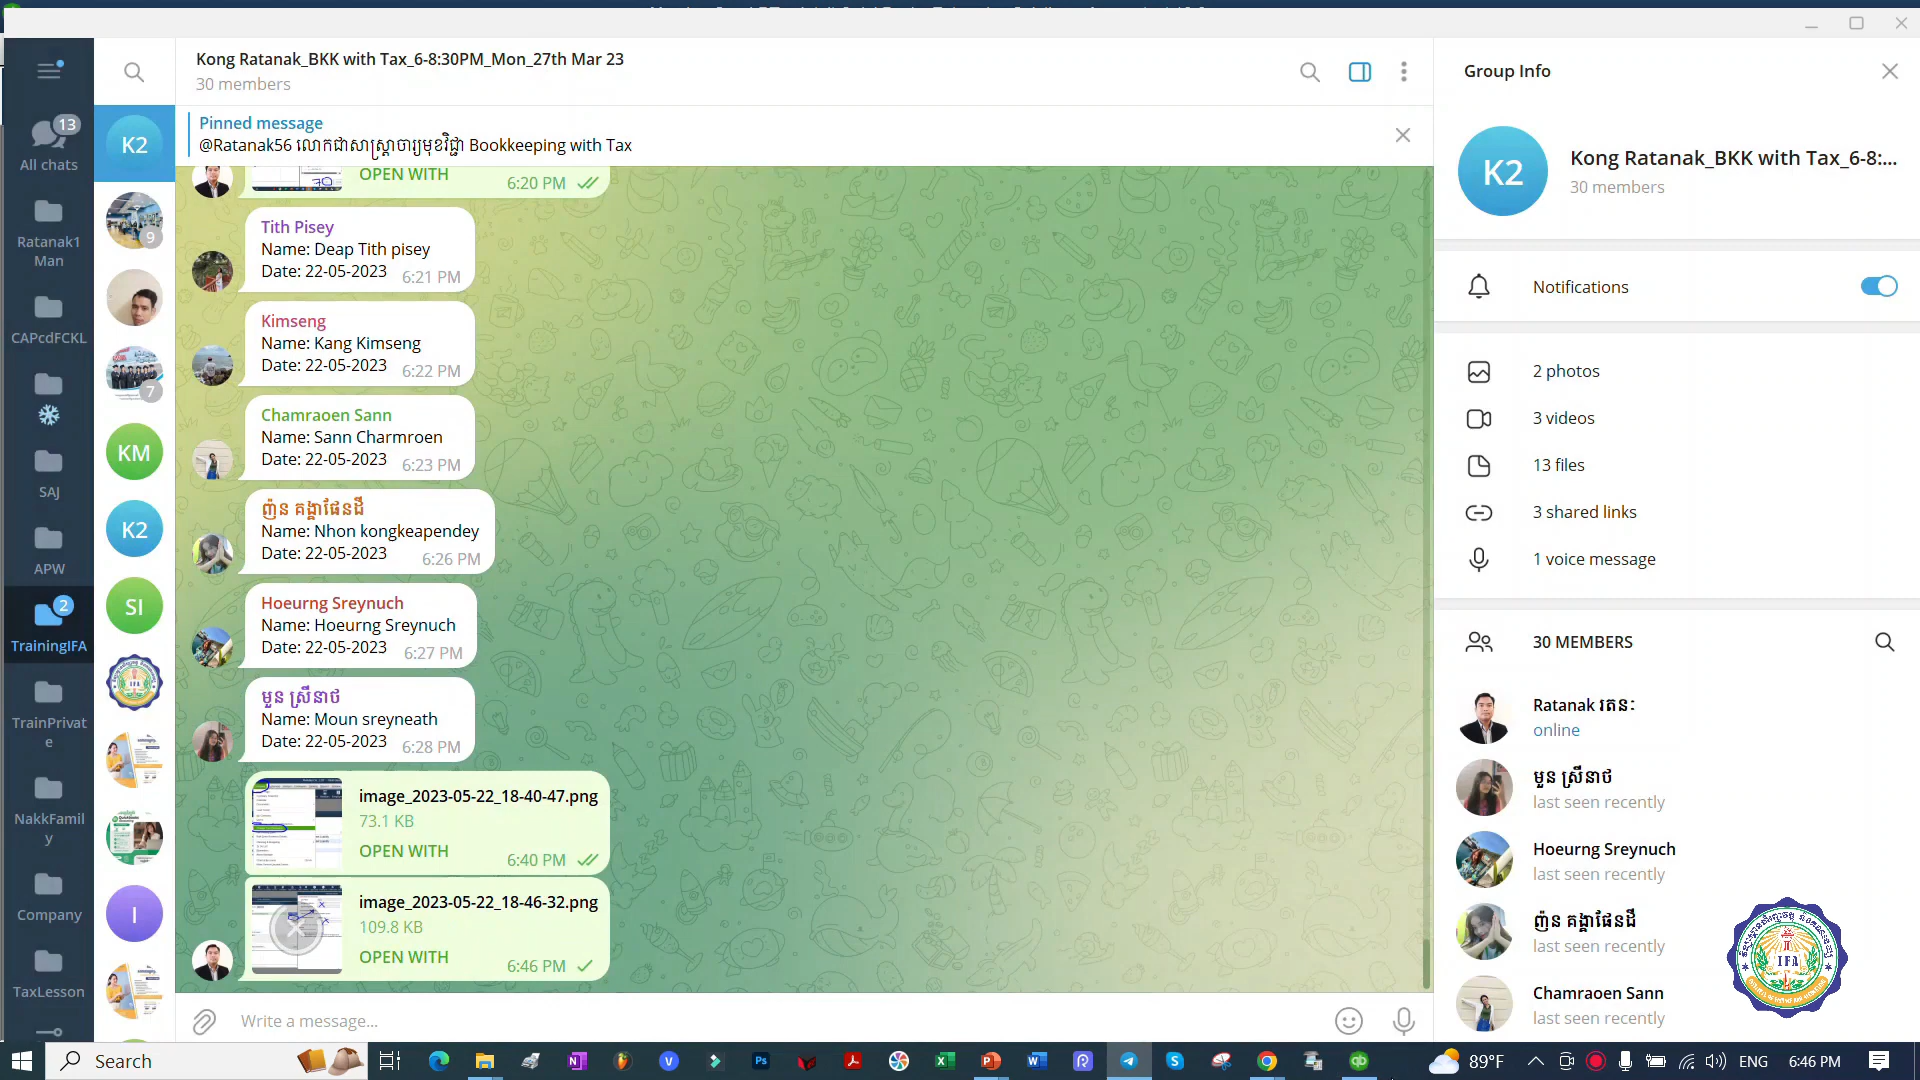 Kong Ratanak_BKK with Tax_6-8:30PM_Mon_27th Mar 23
30 members
Pinned message
@Ratanak56 លោកជាសាស្ត្រាចារ្យមុខវិជ្ជា Bookkeeping with Tax
13
All chats
Ratanak1
Man
CAPcdFCKL
SAJ
APW
2
TrainingIFA
TrainPrivat
e
NakkFamil
y
Company
TaxLesson
K2
9
7
KM
K2
SI
I
OPEN WITH
6:20 PM
Tith Pisey
Name: Deap Tith pisey
Date: 22-05-2023
6:21 PM
Kimseng
Name: Kang Kimseng
Date: 22-05-2023
6:22 PM
Chamraoen Sann
Name: Sann Charmroen
Date: 22-05-2023
6:23 PM
ញ៉ន គង្គាផែនដី
Name: Nhon kongkeapendey
Date: 22-05-2023
6:26 PM
Hoeurng Sreynuch
Name: Hoeurng Sreynuch
Date: 22-05-2023
6:27 PM
មួន ស្រីនាថ
Name: Moun sreyneath
Date: 22-05-2023
6:28 PM
image_2023-05-22_18-40-47.png
73.1 KB
OPEN WITH
6:40 PM
image_2023-05-22_18-46-32.png
109.8 KB
OPEN WITH
6:46 PM
Write a message...
Group Info
K2
Kong Ratanak_BKK with Tax_6-8:...
30 members
Notifications
2 photos
3 videos
13 files
3 shared links
1 voice message
30 MEMBERS
Ratanak រតនៈ
online
មួន ស្រីនាថ
last seen recently
Hoeurng Sreynuch
last seen recently
ញ៉ន គង្គាផែនដី
last seen recently
Chamraoen Sann
last seen recently
IFA
Search
89°F
ENG
6:46 PM